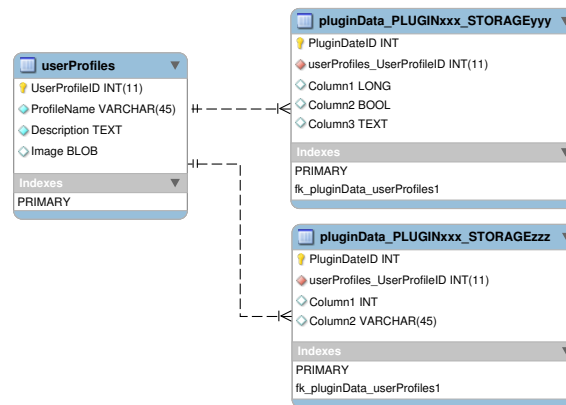 userProfiles
UserProfileID INT(11)
ProfileName VARCHAR(45)
Description TEXT
Image BLOB
Indexes
PRIMARY
pluginData_PLUGINxxx_STORAGEyyy
PluginDateID INT
userProfiles_UserProfileID INT(11)
Column1 LONG
Column2 BOOL
Column3 TEXT
Indexes
PRIMARY
fk_pluginData_userProfiles1
pluginData_PLUGINxxx_STORAGEzzz
PluginDateID INT
userProfiles_UserProfileID INT(11)
Column1 INT
Column2 VARCHAR(45)
Indexes
PRIMARY
fk_pluginData_userProfiles1